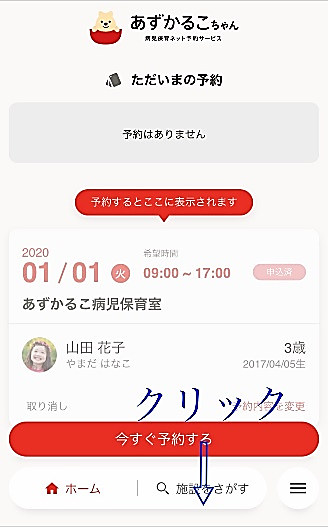 あずかるこちゃん
病児保育ネット予約サービス
ただいまの予約
予約はありません
予約するとここに表示されます
2020
01/01 火
希望時間
09:00 ~ 17:00
申込済
あずかるこ病児保育室
山田 花子
やまだ はなこ
3歳
2017/04/05生
クリック
取り消し
予約内容を変更
今すぐ予約する
ホーム
施設をさがす